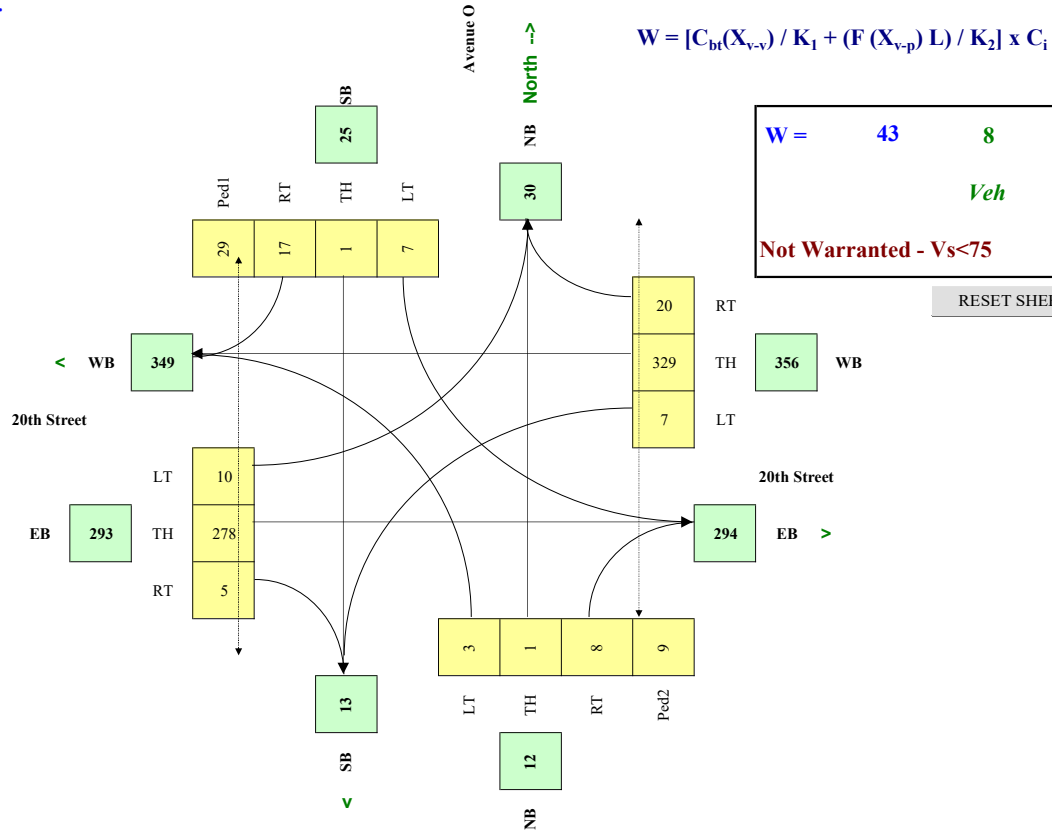 W = [C_bt(X_v-v) / K_1 + (F (X_v-p) L) / K_2] x C_i
Avenue O
North -->
SB
25
NB
30
W = 43 8
Veh
Not Warranted - Vs<75
Ped1 RT TH LT
29 17 1 7
20 RT
329 TH
7 LT
356 WB
< WB 349
20th Street
20th Street
LT 10
TH 278
RT 5
EB 293
294 EB >
3 1 8 9
LT TH RT Ped2
13
SB
v
12
NB